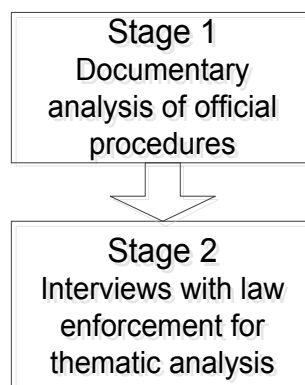 Stage 1
Documentary
analysis of official
procedures
Stage 2
Interviews with law
enforcement for
thematic analysis